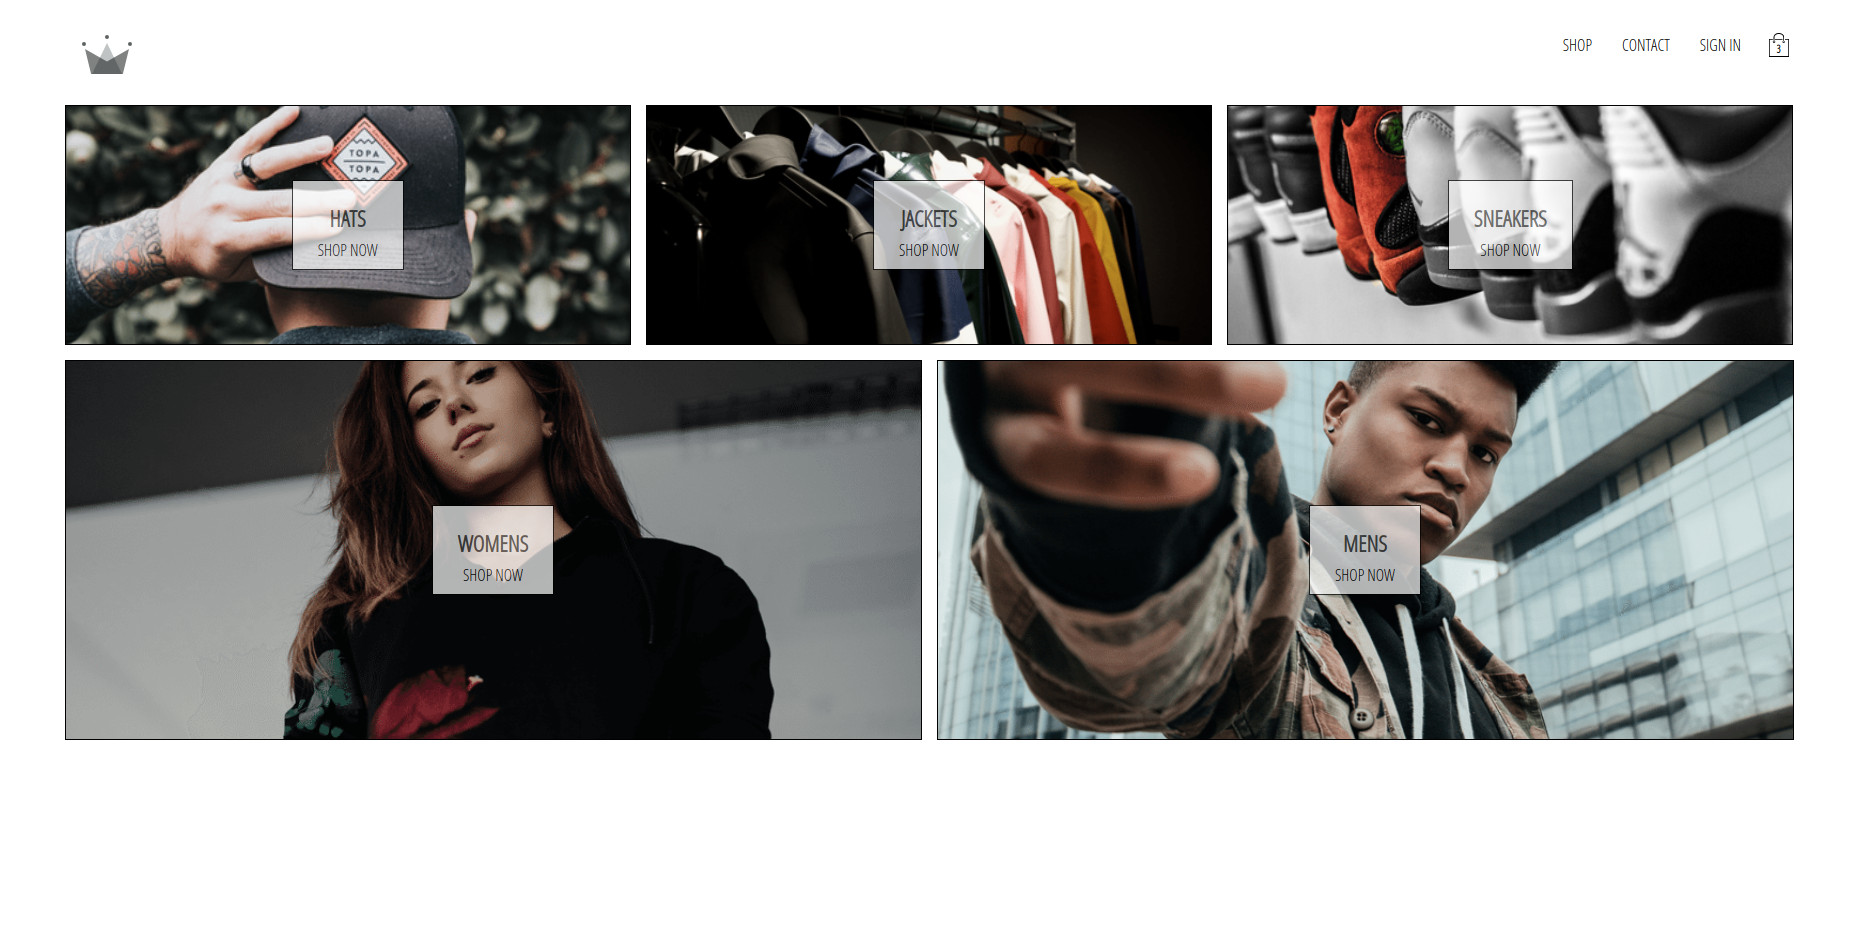 SHOP
CONTACT
SIGN IN
3
TOPA
TOPA
HATS
SHOP NOW
JACKETS
SHOP NOW
SNEAKERS
SHOP NOW
WOMENS
SHOP NOW
MENS
SHOP NOW